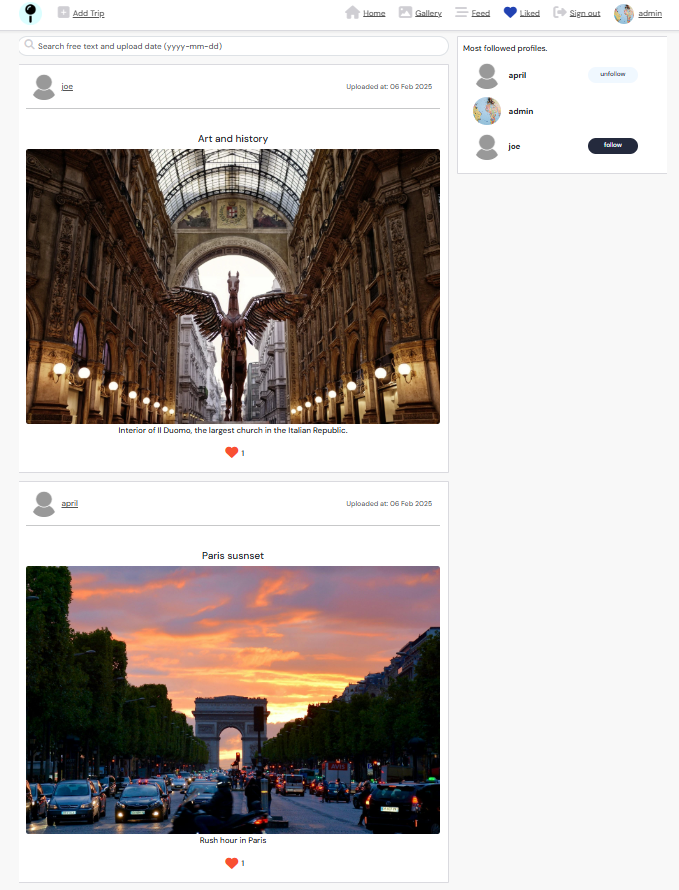 Add Trip
Home
Gallery
Feed
Liked
Sign out
admin
Search free text and upload date (yyyy-mm-dd)
joe
Uploaded at: 06 Feb 2025
Art and history
Interior of Il Duomo, the largest church in the Italian Republic.
1
april
Uploaded at: 06 Feb 2025
Paris susnset
Rush hour in Paris
1
Most followed profiles.
april
unfollow
admin
joe
follow